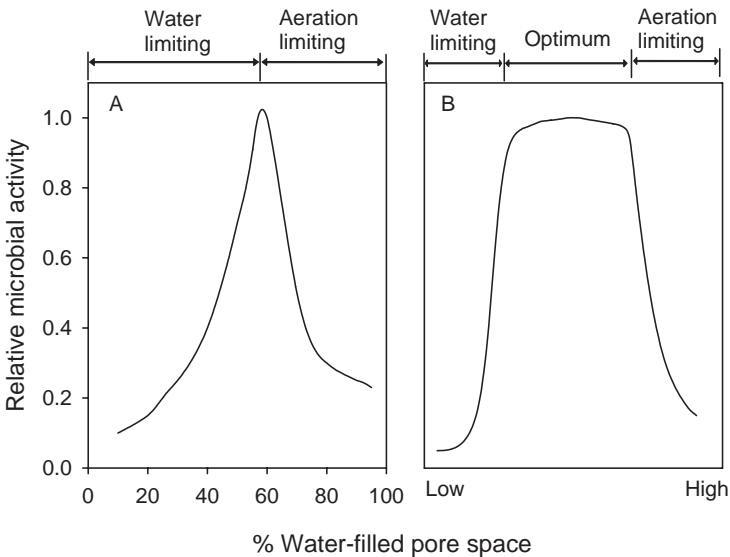 Water
limiting
Aeration
limiting
Water
limiting
Optimum
Aeration
limiting
A
B
Relative microbial activity
1.0
0.8
0.6
0.4
0.2
0.0
0 20 40 60 80 100
Low High
% Water-filled pore space